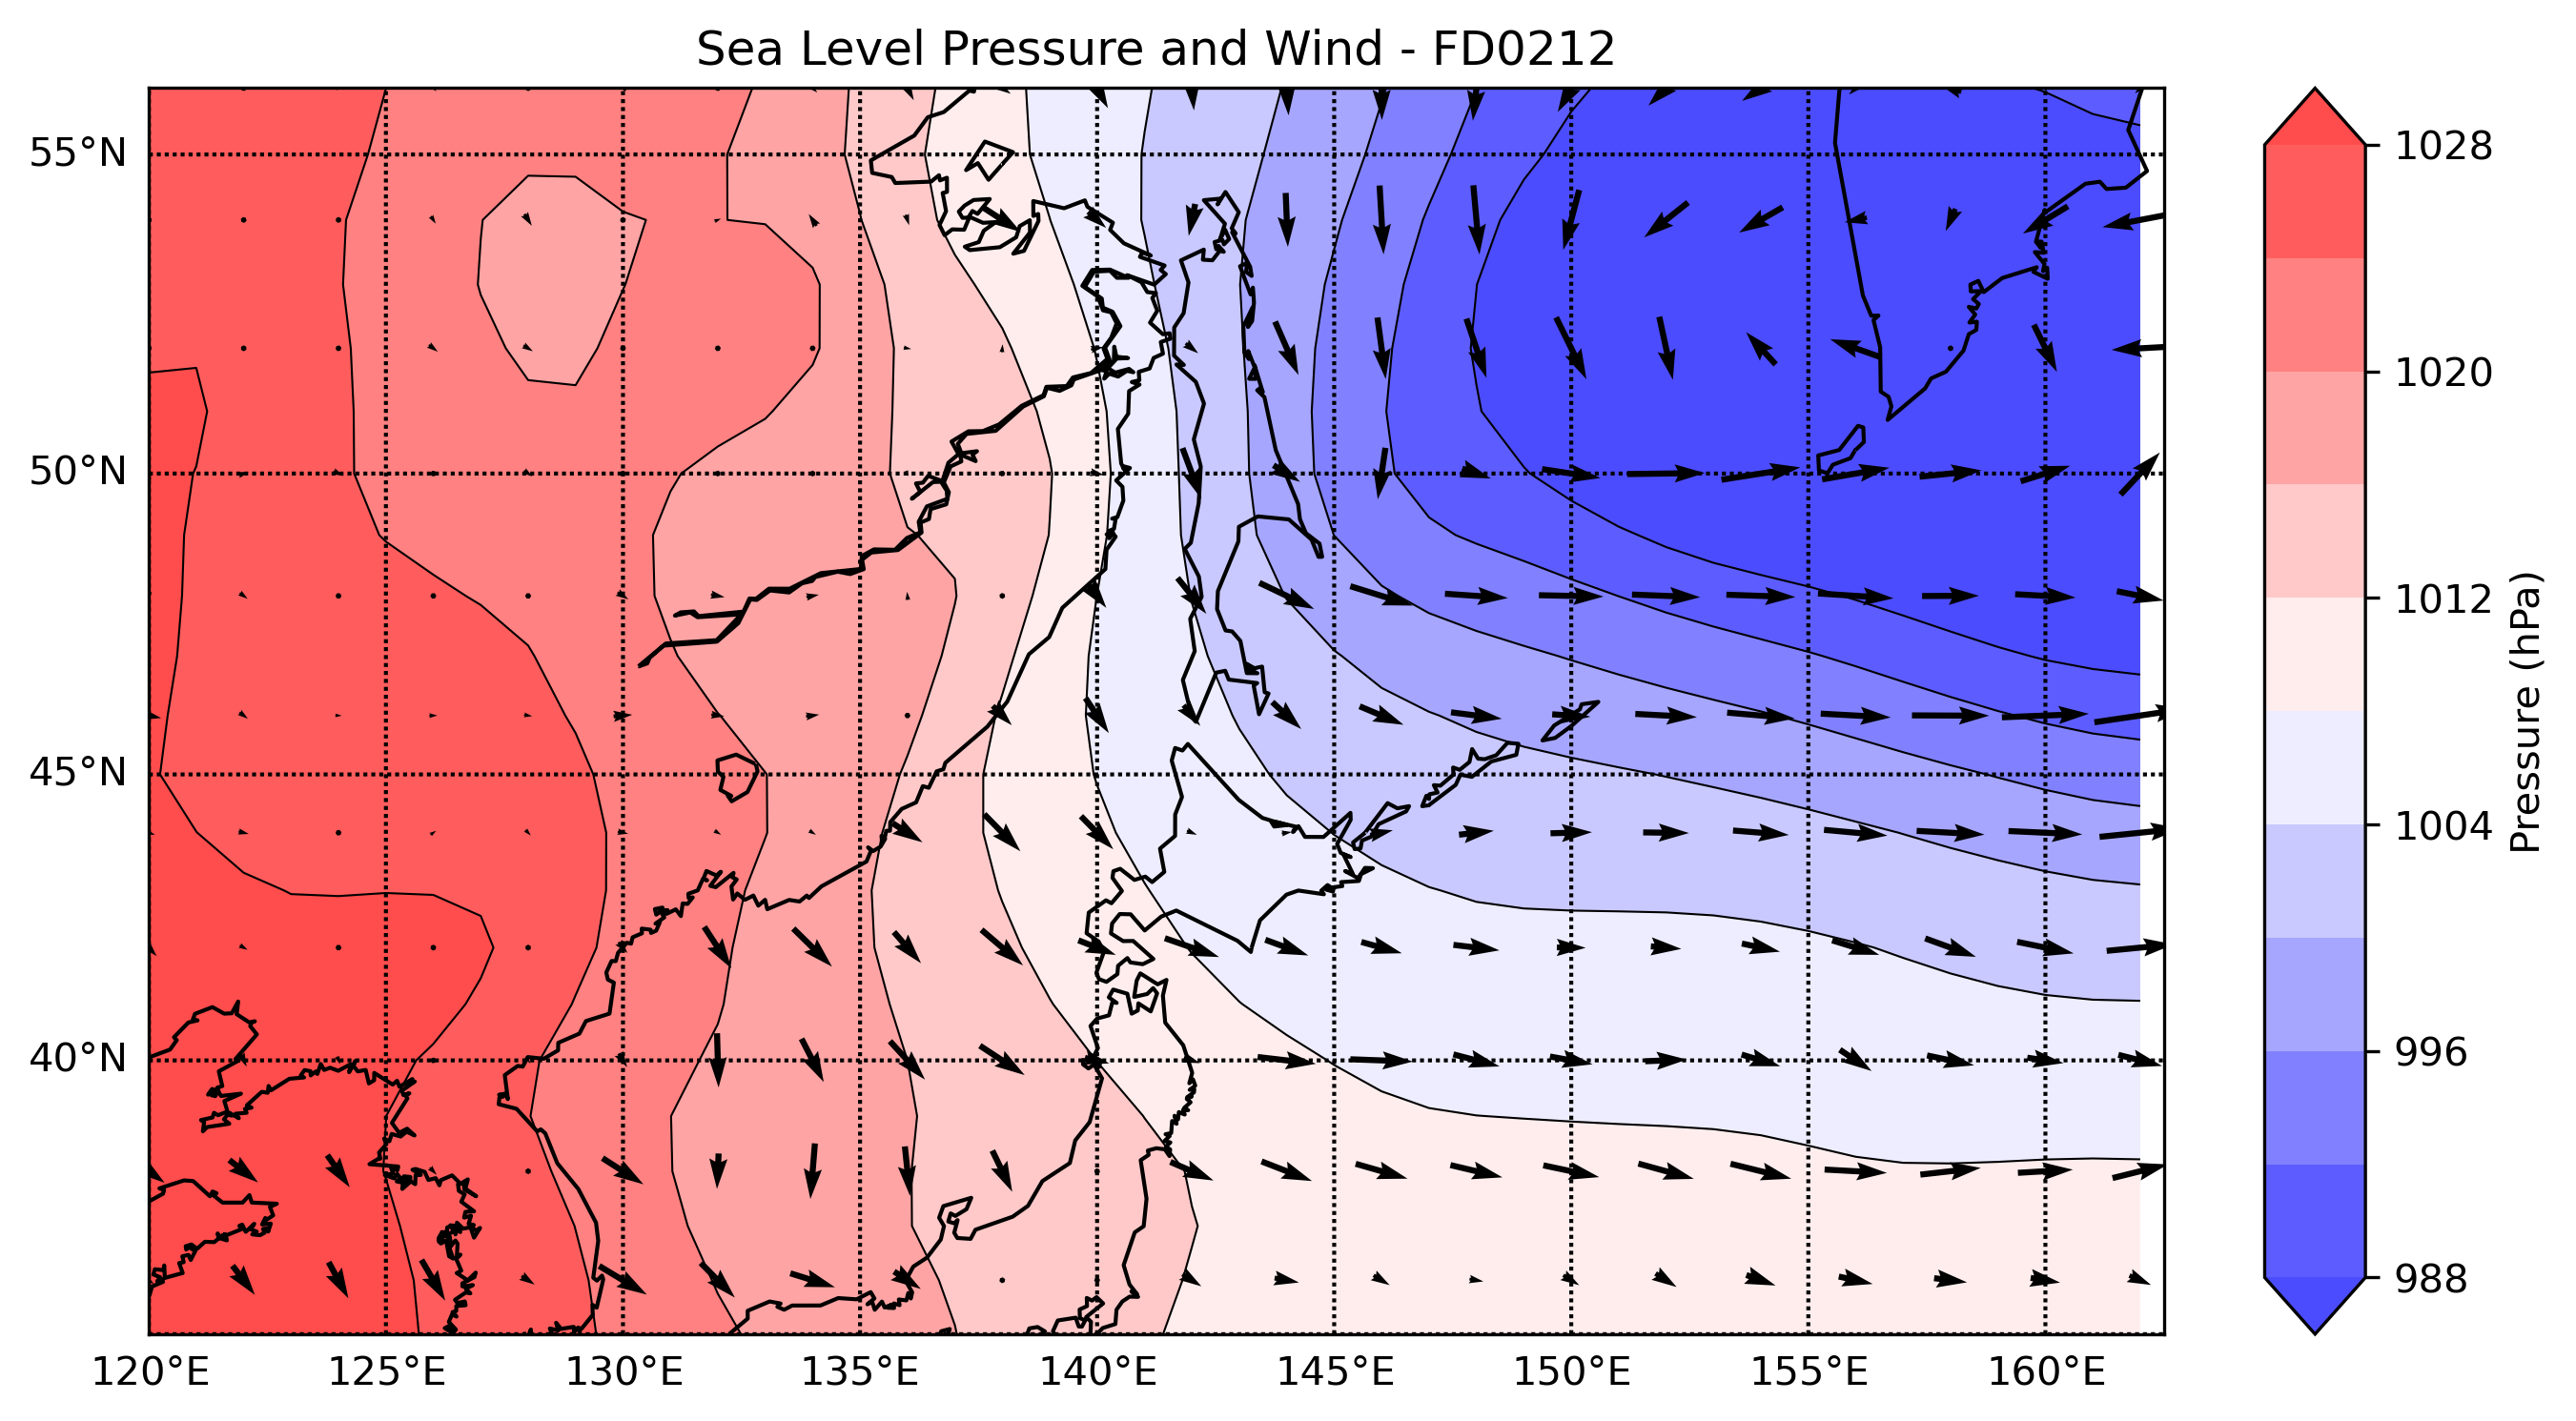 Sea Level Pressure and Wind - FD0212
55°N
50°N
45°N
40°N
120°E
125°E
130°E
135°E
140°E
145°E
150°E
155°E
160°E
1028
1020
1012
1004
996
988
Pressure (hPa)